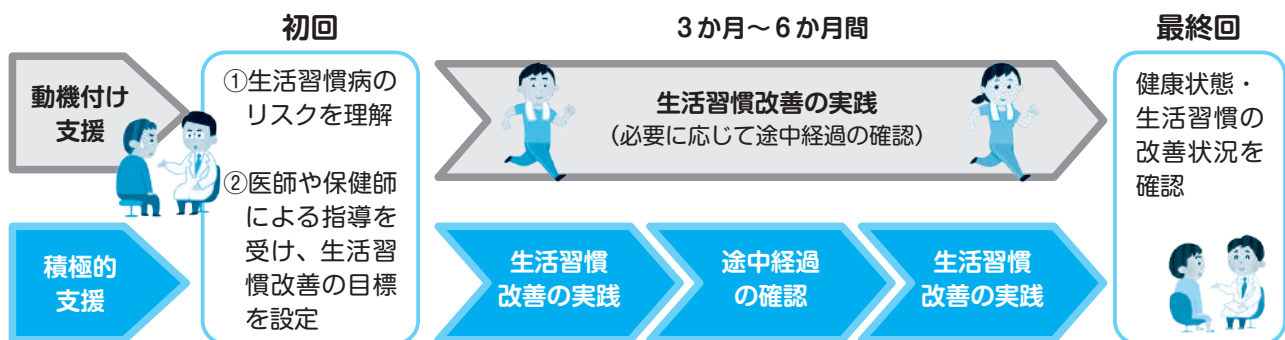 初回
3か月〜6か月間
最終回
動機付け
支援
①生活習慣病の
リスクを理解
②医師や保健師
による指導を
受け、生活習
慣改善の目標
を設定
生活習慣改善の実践
（必要に応じて途中経過の確認）
健康状態・
生活習慣の
改善状況を
確認
積極的
支援
生活習慣
改善の実践
途中経過
の確認
生活習慣
改善の実践